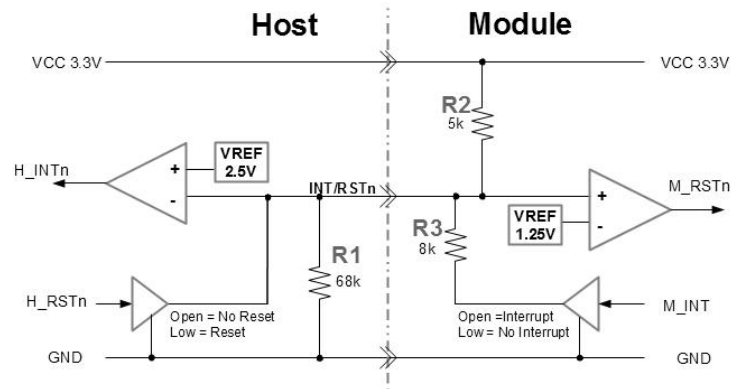 Host
Module
VCC 3.3V
VCC 3.3V
R2
5k
H_INTn
+
-
VREF
2.5V
INT/RSTn
+
-
M_RSTn
VREF
1.25V
R3
8k
R1
68k
H_RSTn
Open = No Reset
Low = Reset
Open =Interrupt
Low = No Interrupt
M_INT
GND
GND